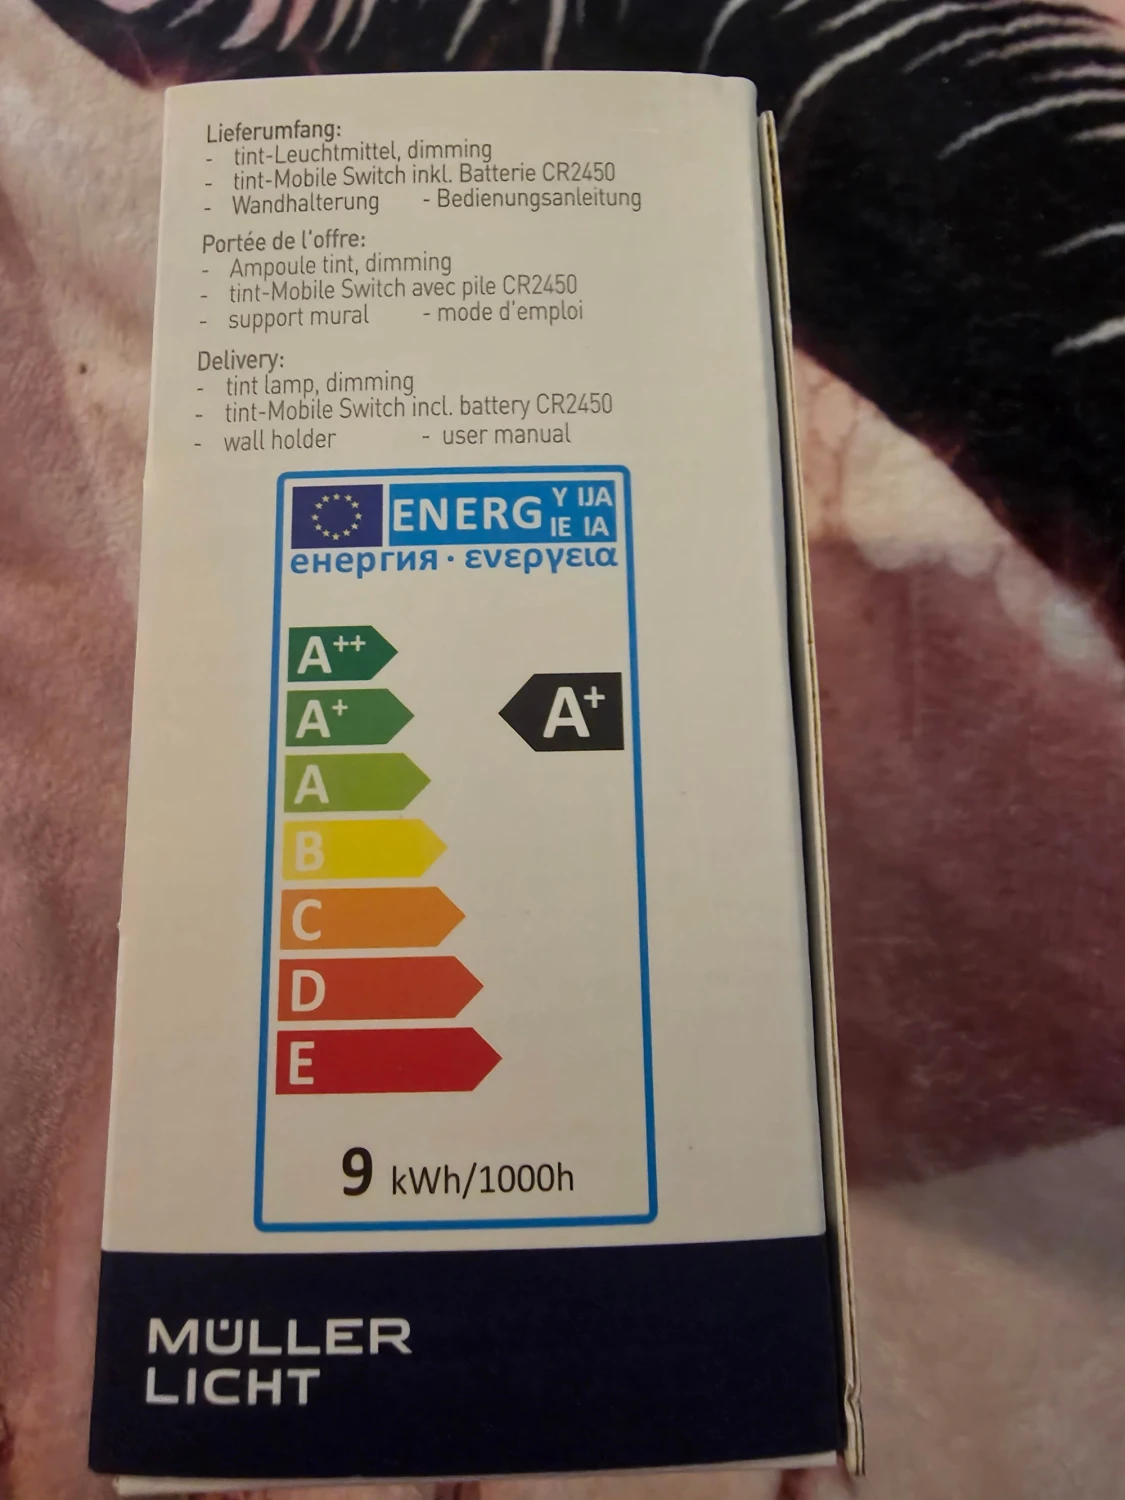 Lieferumfang:
- tint-Leuchtmittel, dimming
- tint-Mobile Switch inkl. Batterie CR2450
- Wandhalterung - Bedienungsanleitung
Portée de l'offre:
- Ampoule tint, dimming
- tint-Mobile Switch avec pile CR2450
- support mural - mode d'emploi
Delivery:
- tint lamp, dimming
- tint-Mobile Switch incl. battery CR2450
- wall holder - user manual
ENERG Y IJA
IE IA
енергия · ενεργεια
A++
A+
A+
A
B
C
D
E
9 kWh/1000h
MÜLLER
LICHT